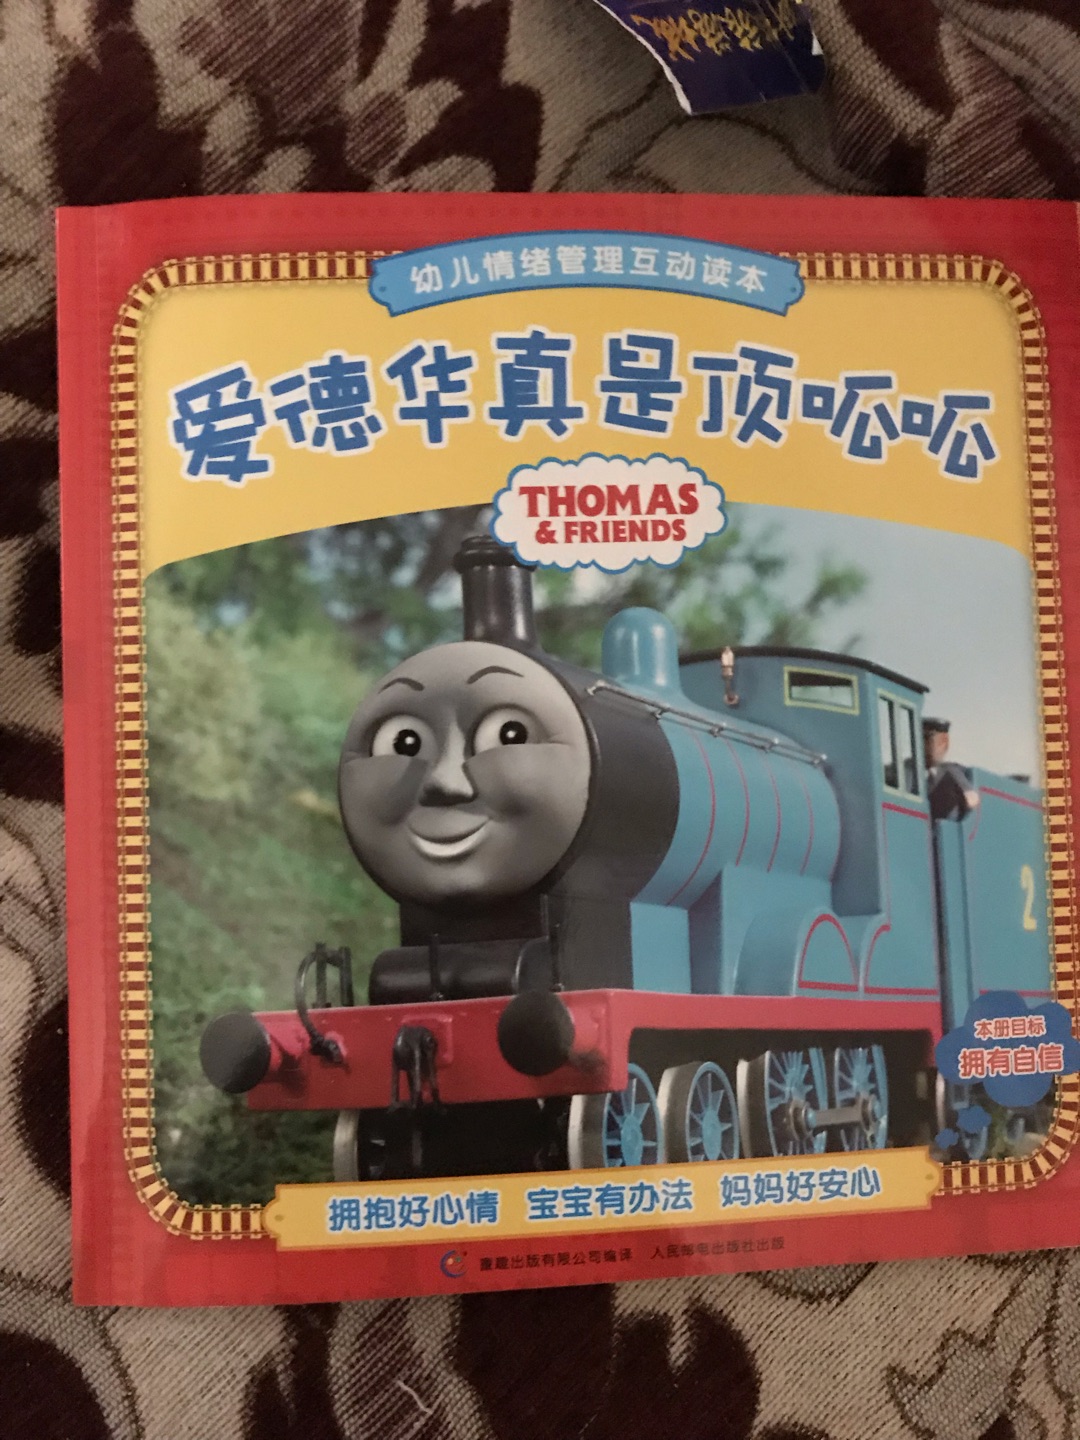 幼儿情绪管理互动读本
爱德华真是顶呱呱
THOMAS
& FRIENDS
2
本册目标
拥有自信
拥抱好心情 宝宝有办法 妈妈好安心
童趣出版有限公司编译 人民邮电出版社出版